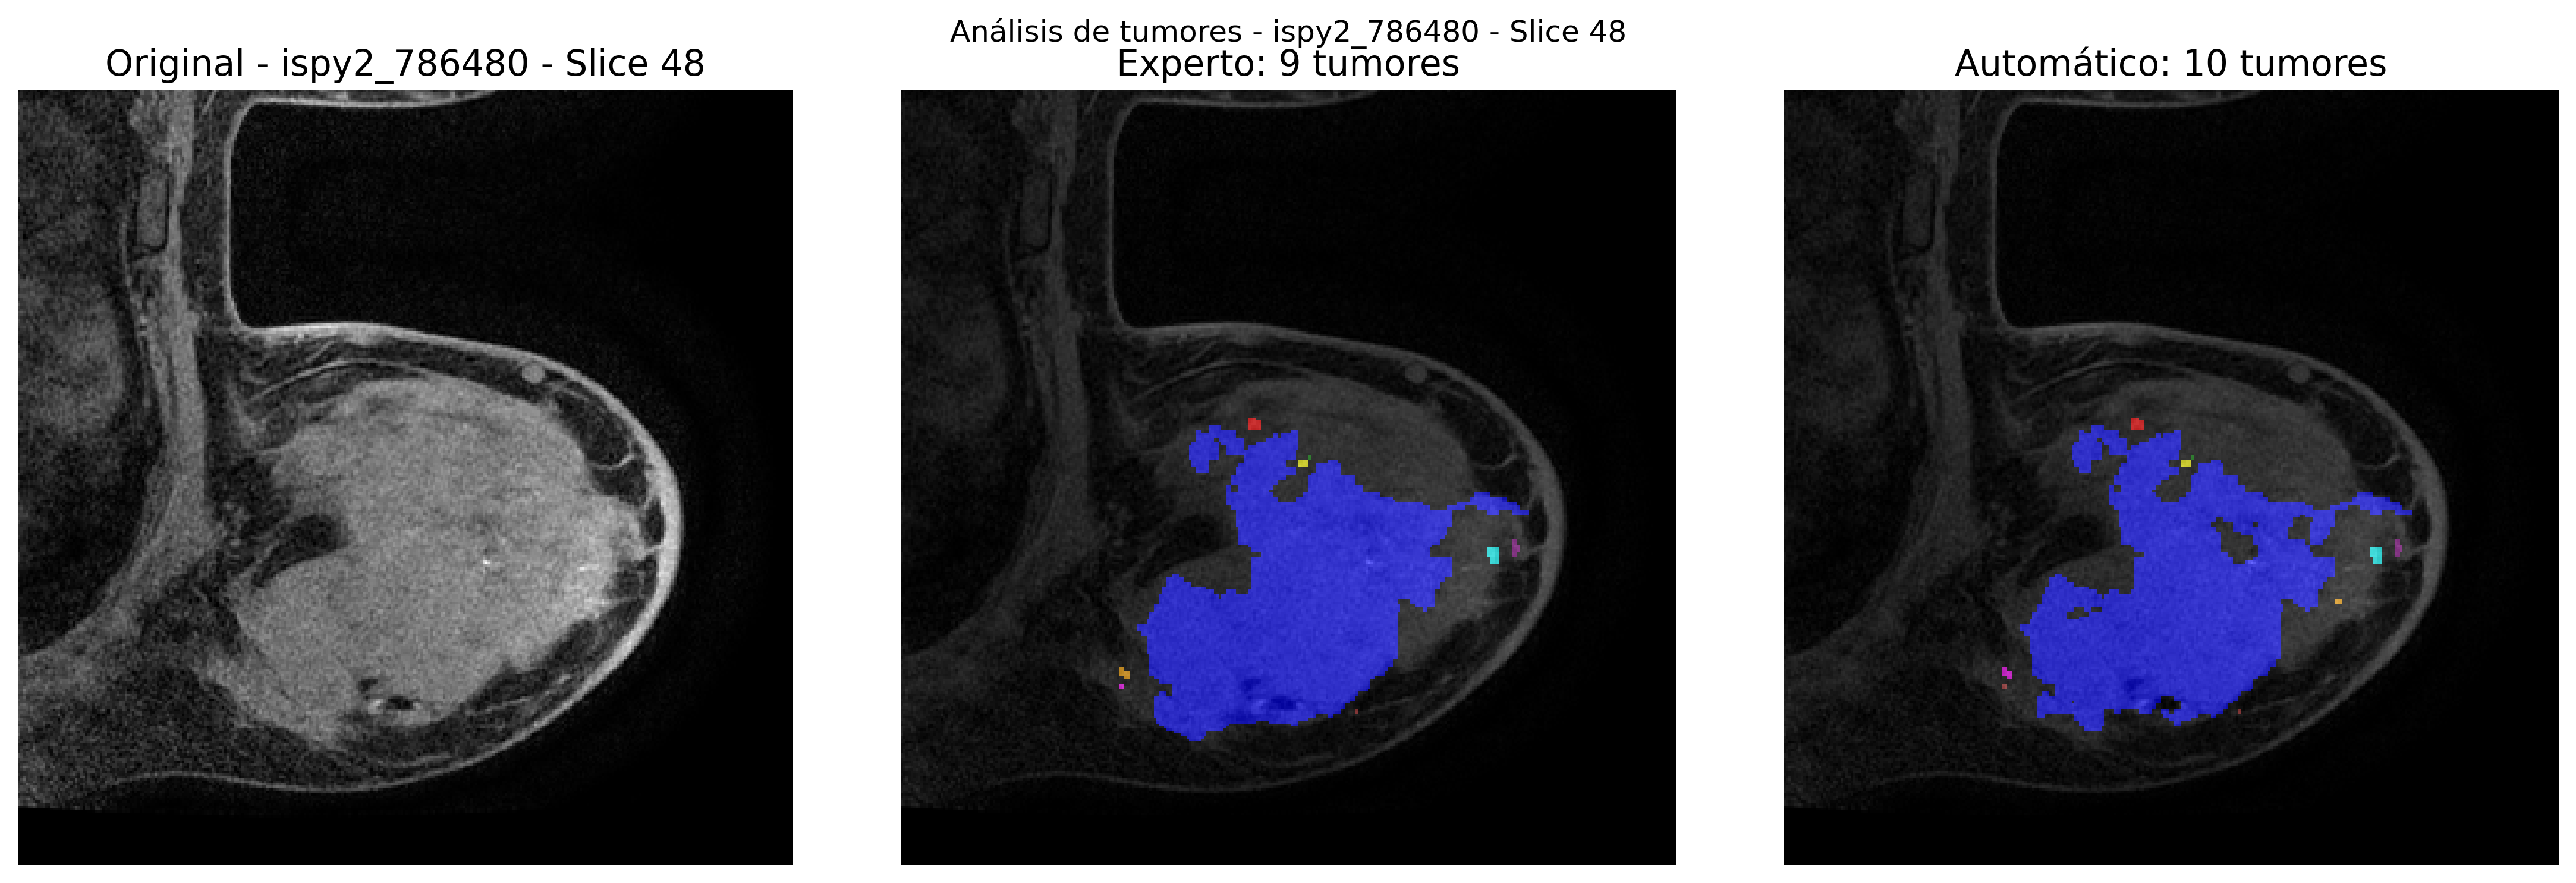 Análisis de tumores - ispy2_786480 - Slice 48
Original - ispy2_786480 - Slice 48
Experto: 9 tumores
Automático: 10 tumores